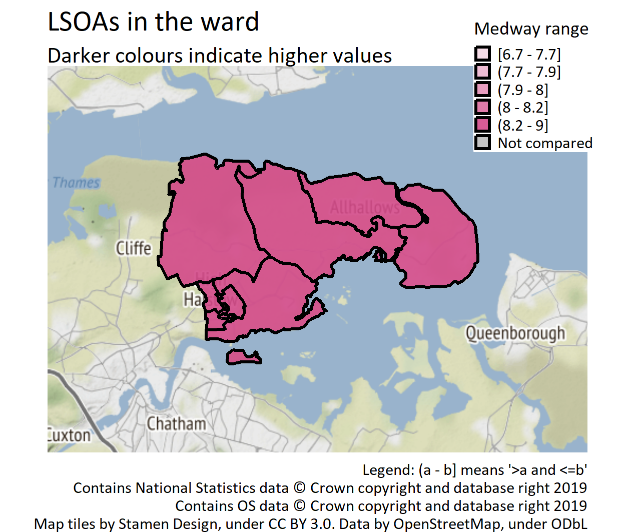 LSOAs in the ward
Darker colours indicate higher values
Medway range
[6.7 - 7.7]
(7.7 - 7.9]
(7.9 - 8]
(8 - 8.2]
(8.2 - 9]
Not compared
Thames
Allhallows
Cliffe
Queenborough
Chatham
Luxton
Legend: (a - b] means '>a and <=b'
Contains National Statistics data © Crown copyright and database right 2019
Contains OS data © Crown copyright and database right 2019
Map tiles by Stamen Design, under CC BY 3.0. Data by OpenStreetMap, under ODbL